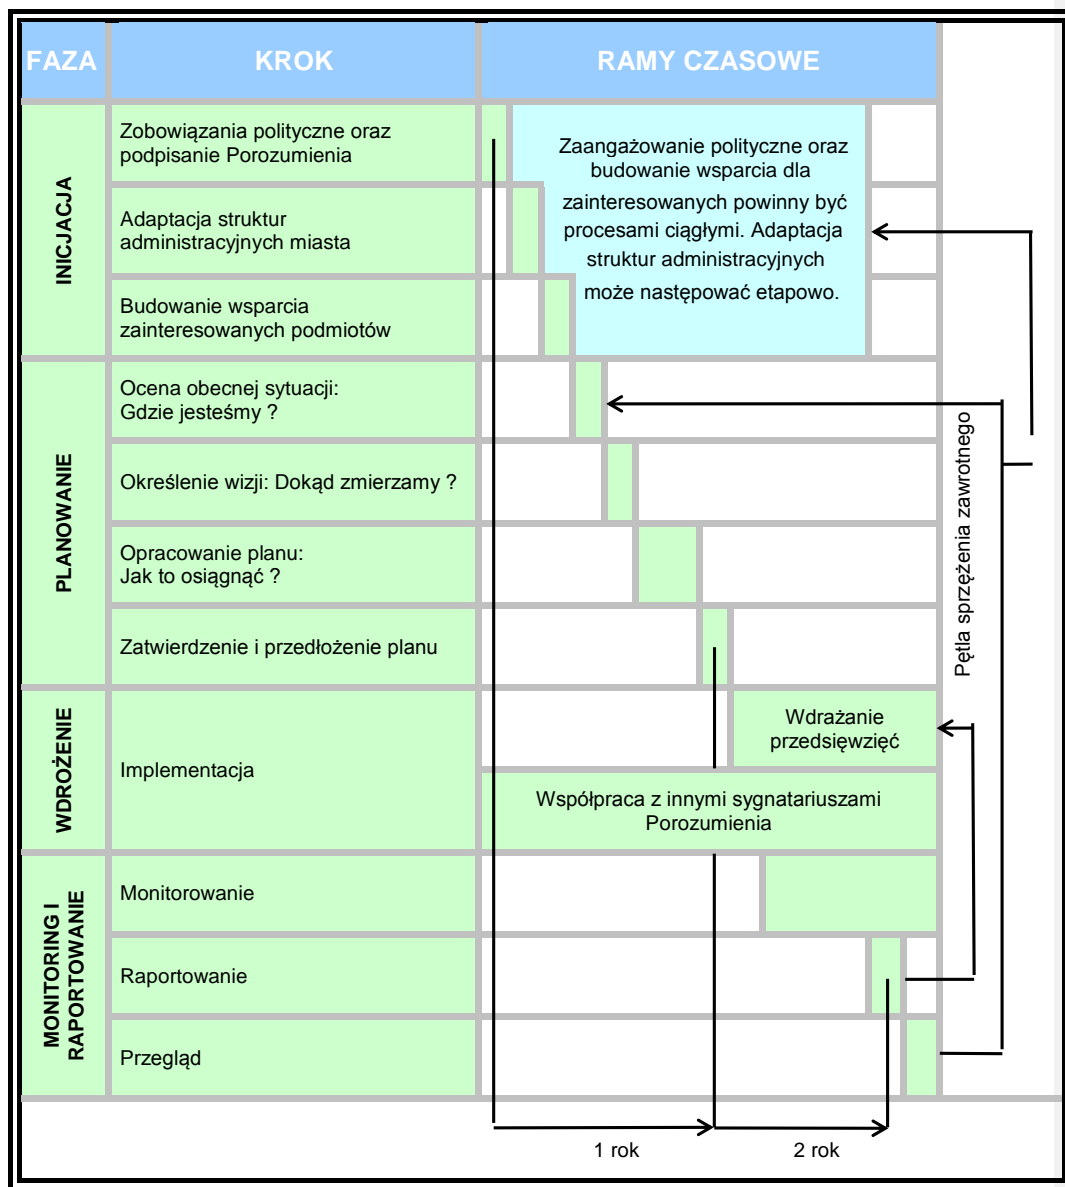 FAZA
KROK
RAMY CZASOWE
INICJACJA
Zobowiązania polityczne oraz
podpisanie Porozumienia
Zaangażowanie polityczne oraz
budowanie wsparcia dla
zainteresowanych powinny być
procesami ciągłymi. Adaptacja
struktur administracyjnych
może następować etapowo.
Adaptacja struktur
administracyjnych miasta
Budowanie wsparcia
zainteresowanych podmiotów
PLANOWANIE
Ocena obecnej sytuacji:
Gdzie jesteśmy ?
Określenie wizji: Dokąd zmierzamy ?
Opracowanie planu:
Jak to osiągnąć ?
Zatwierdzenie i przedłożenie planu
Pętla sprzężenia zawrotnego
WDROŻENIE
Implementacja
Wdrażanie
przedsięwzięć
Współpraca z innymi sygnatariuszami
Porozumienia
MONITORING I
RAPORTOWANIE
Monitorowanie
Raportowanie
Przegląd
1 rok
2 rok